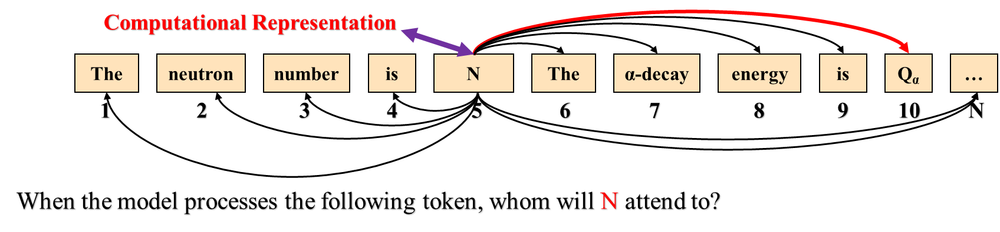 Computational Representation
The neutron number is N The α-decay energy is Qα …
1 2 3 4 5 6 7 8 9 10 N
When the model processes the following token, whom will N attend to?